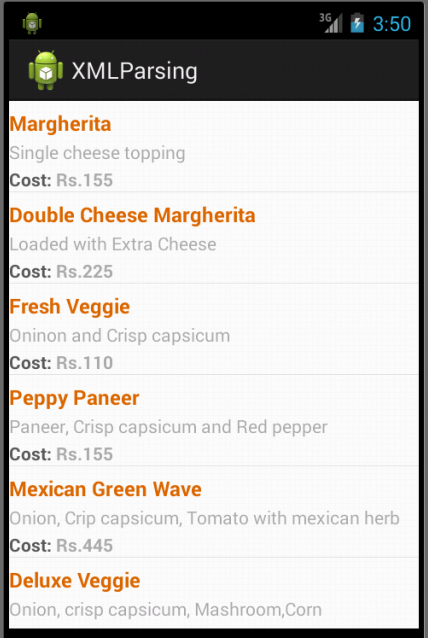 3G 3:50
XMLParsing
Margherita
Single cheese topping
Cost: Rs.155
Double Cheese Margherita
Loaded with Extra Cheese
Cost: Rs.225
Fresh Veggie
Oninon and Crisp capsicum
Cost: Rs.110
Peppy Paneer
Paneer, Crisp capsicum and Red pepper
Cost: Rs.155
Mexican Green Wave
Onion, Crip capsicum, Tomato with mexican herb
Cost: Rs.445
Deluxe Veggie
Onion, crisp capsicum, Mashroom,Corn